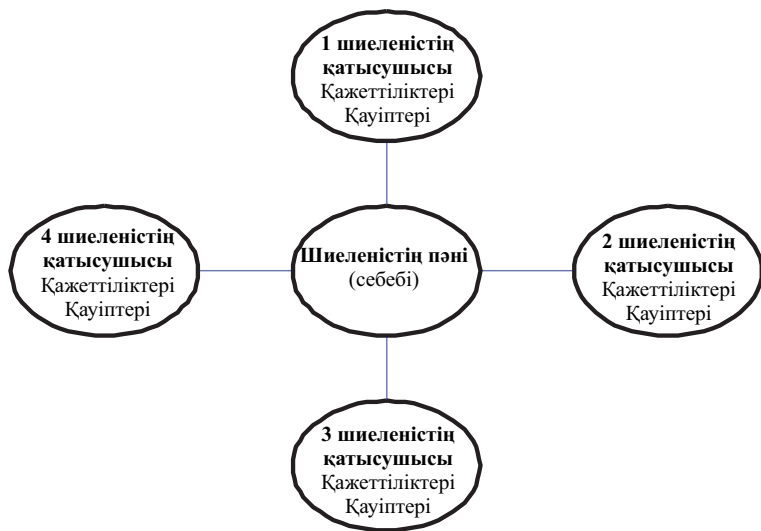 1 шиеленістің
қатысушысы
Қажеттіліктері
Қауіптері
4 шиеленістің
қатысушысы
Қажеттіліктері
Қауіптері
Шиеленістің пәні
(себебі)
2 шиеленістің
қатысушысы
Қажеттіліктері
Қауіптері
3 шиеленістің
қатысушысы
Қажеттіліктері
Қауіптері